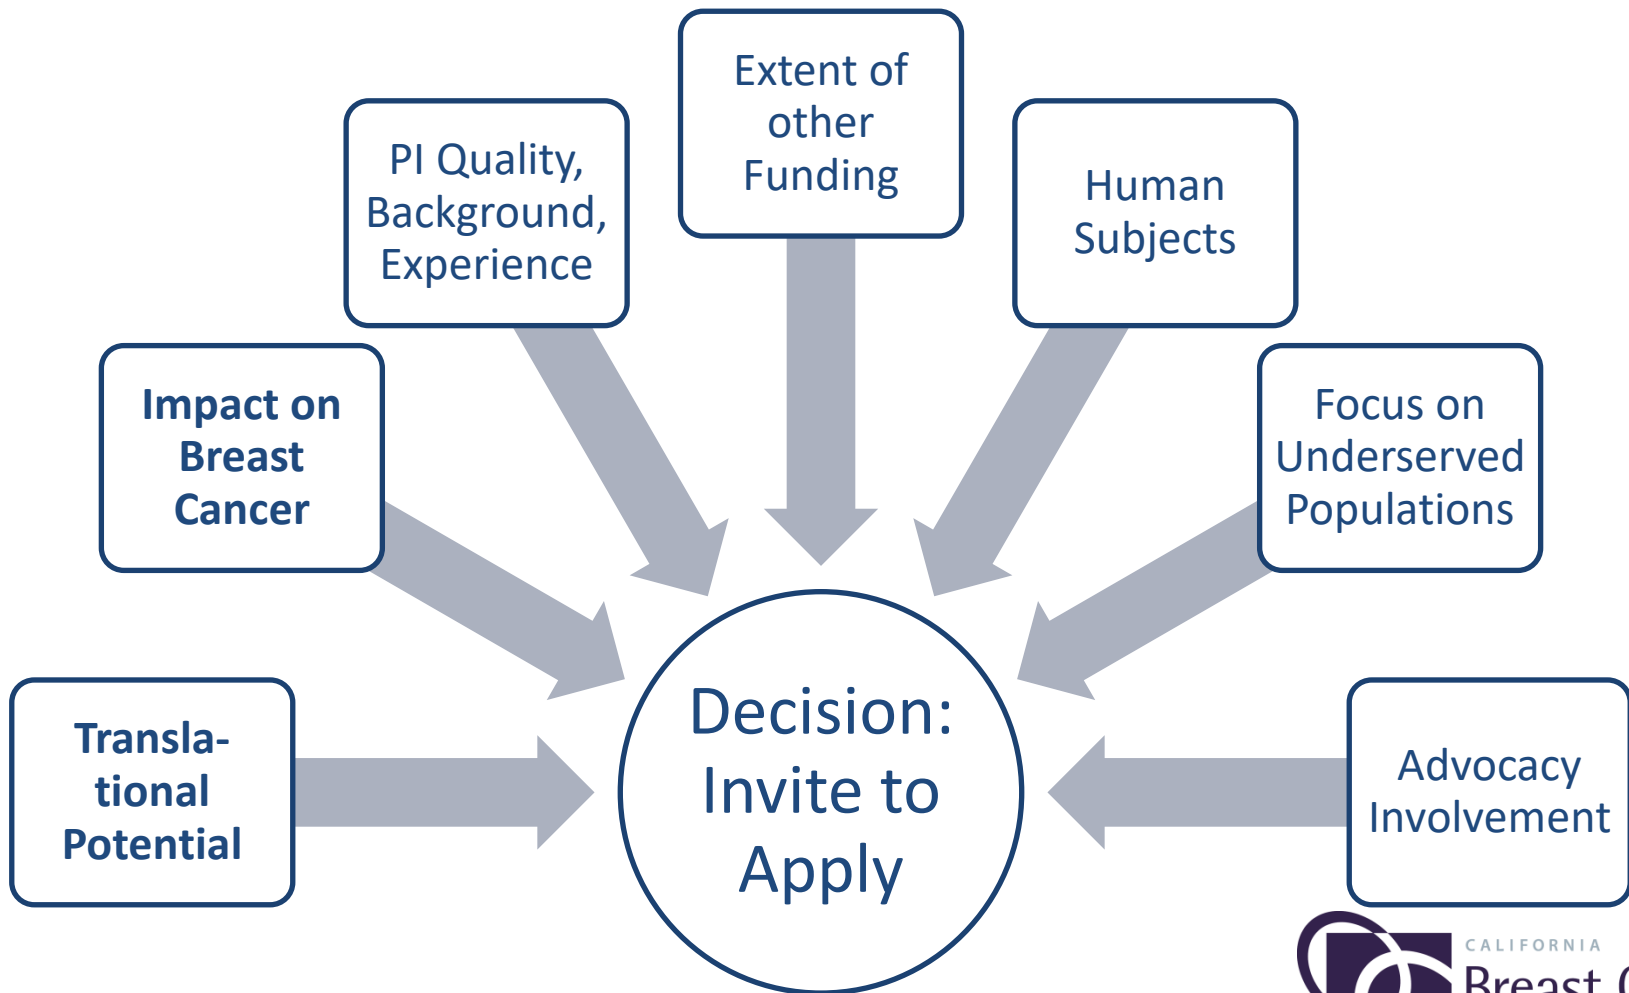 Extent of
other
Funding
PI Quality,
Background,
Experience
Human
Subjects
Impact on
Breast
Cancer
Focus on
Underserved
Populations
Transla-
tional
Potential
Decision:
Invite to
Apply
Advocacy
Involvement
CALIFORNIA
Breast